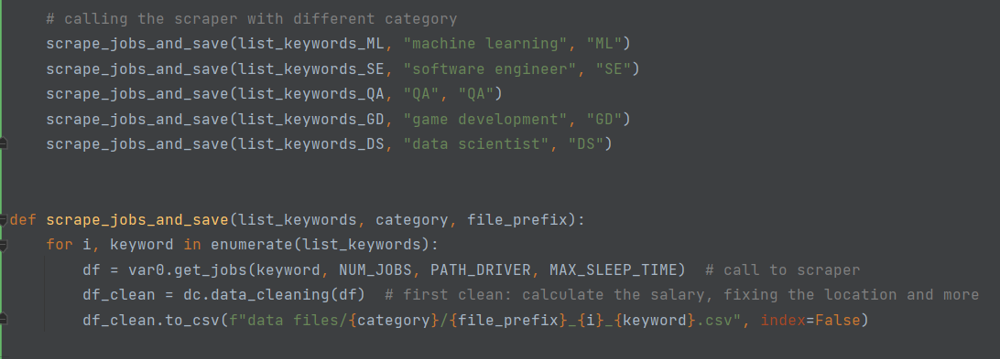 # calling the scraper with different category
scrape_jobs_and_save(list_keywords_ML, "machine learning", "ML")
scrape_jobs_and_save(list_keywords_SE, "software engineer", "SE")
scrape_jobs_and_save(list_keywords_QA, "QA", "QA")
scrape_jobs_and_save(list_keywords_GD, "game development", "GD")
scrape_jobs_and_save(list_keywords_DS, "data scientist", "DS")
def scrape_jobs_and_save(list_keywords, category, file_prefix):
for i, keyword in enumerate(list_keywords):
df = var0.get_jobs(keyword, NUM_JOBS, PATH_DRIVER, MAX_SLEEP_TIME)  # call to scraper
df_clean = dc.data_cleaning(df)  # first clean: calculate the salary, fixing the location and more
df_clean.to_csv(f"data files/{category}/{file_prefix}_{i}_{keyword}.csv", index=False)